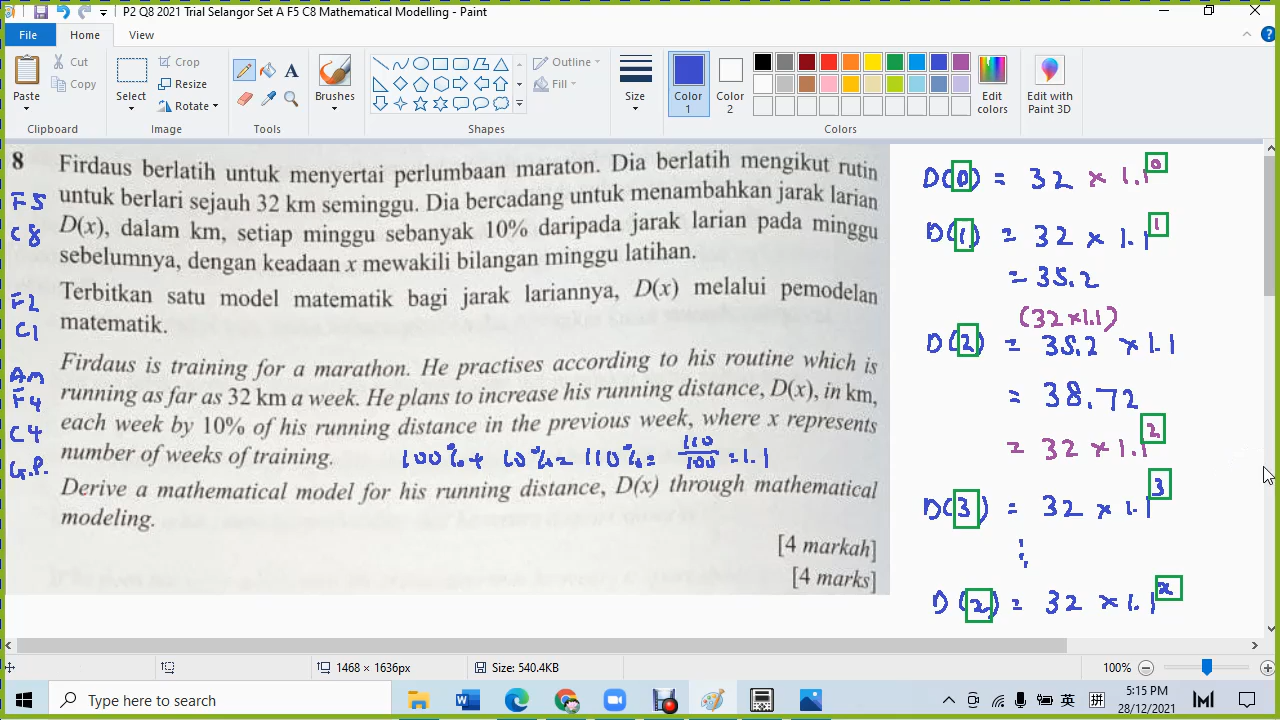 P2 Q8 2021 Trial Selangor Set A F5 C8 Mathematical Modelling - Paint
File Home View
Paste Cut Copy Clipboard
Select Crop Resize Rotate Image
Tools
Brushes
Outline Fill Shapes
Size
Color 1 Color 2
Edit colors Edit with Paint 3D
Colors
8 Firdaus berlatih untuk menyertai perlumbaan maraton. Dia berlatih mengikut rutin
untuk berlari sejauh 32 km seminggu. Dia bercadang untuk menambahkan jarak larian
D(x), dalam km, setiap minggu sebanyak 10% daripada jarak larian pada minggu
sebelumnya, dengan keadaan x mewakili bilangan minggu latihan.
Terbitkan satu model matematik bagi jarak lariannya, D(x) melalui pemodelan
matematik.
Firdaus is training for a marathon. He practises according to his routine which is
running as far as 32 km a week. He plans to increase his running distance, D(x), in km,
each week by 10% of his running distance in the previous week, where x represents
number of weeks of training.
100% + 10% = 110% = 110/100 = 1.1
Derive a mathematical model for his running distance, D(x) through mathematical
modeling.
[4 markah]
[4 marks]
F5
C8
F2
C1
Am
F4
C4
G.P.
D(0) = 32 × 1.1^0
D(1) = 32 × 1.1^1
= 35.2
(32×1.1)
D(2) = 35.2 × 1.1
= 38.72
= 32 × 1.1^2
D(3) = 32 × 1.1^3
⋮
D(x) = 32 × 1.1^x
1468 × 1636px Size: 540.4KB 100%
Type here to search
英 拼
5:15 PM
28/12/2021